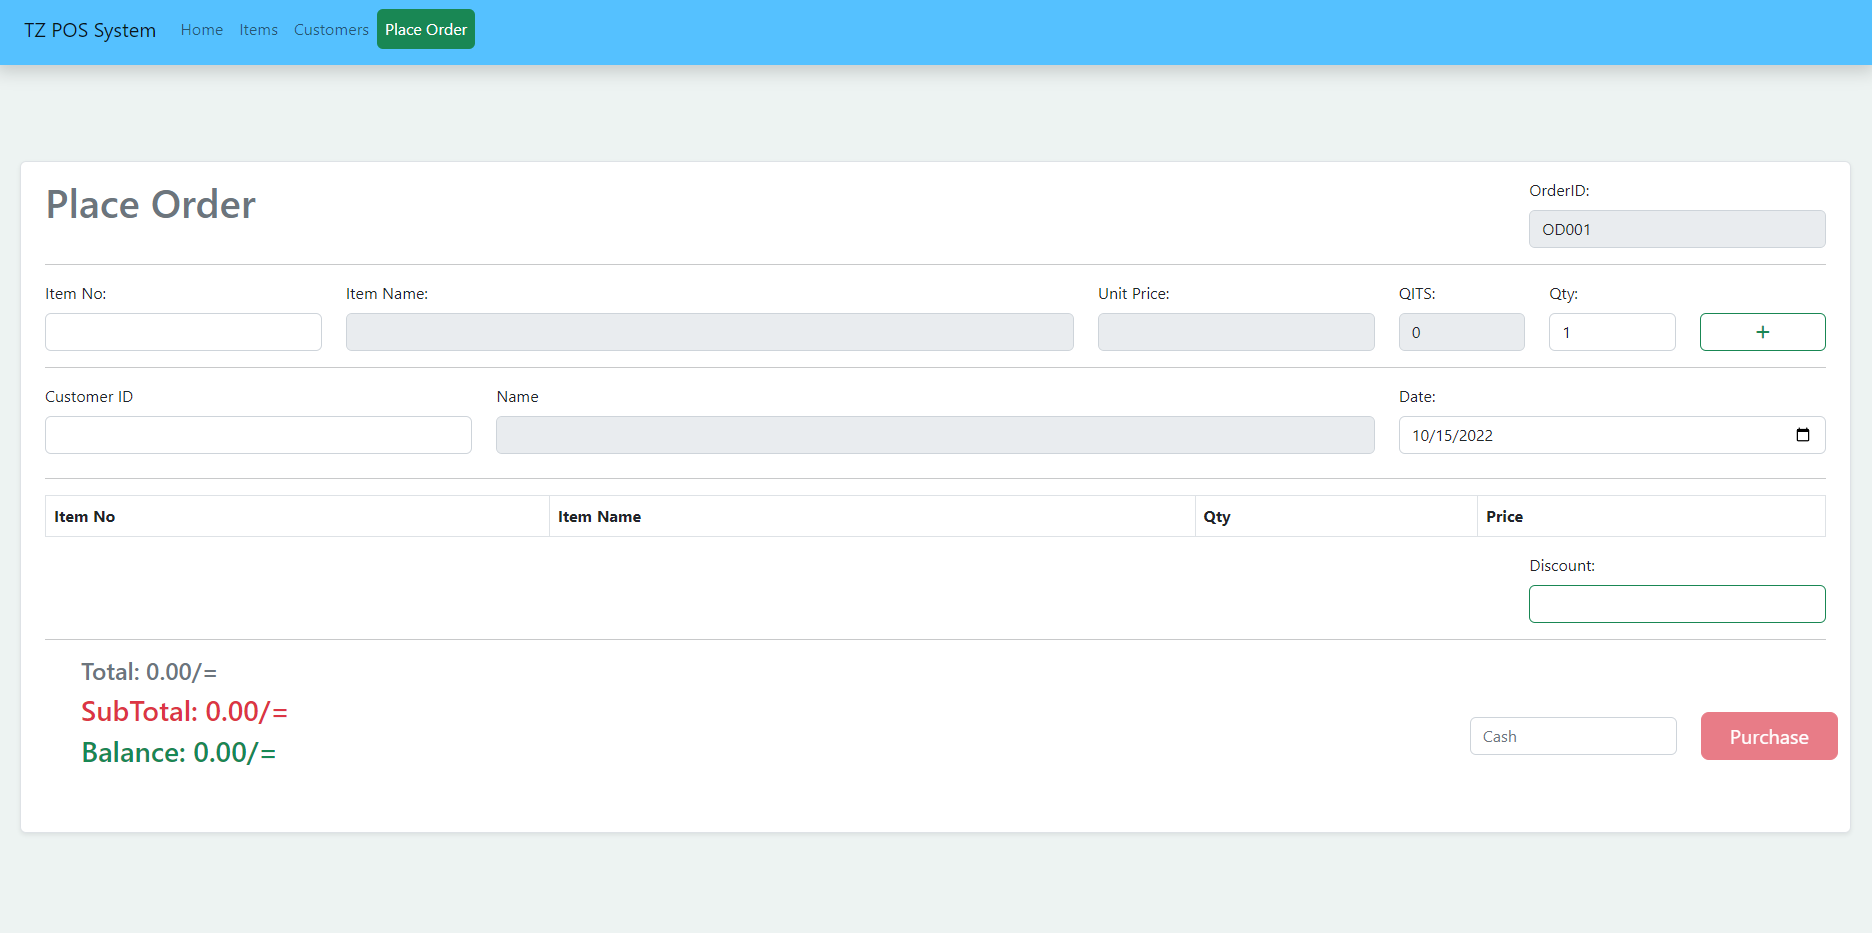 TZ POS System Home Items Customers Place Order
Place Order
OrderID:
OD001
Item No: Item Name: Unit Price: QITS: Qty:
0 1 +
Customer ID Name Date:
10/15/2022
Item No Item Name Qty Price
Discount:
Total: 0.00/=
SubTotal: 0.00/=
Balance: 0.00/=
Cash Purchase